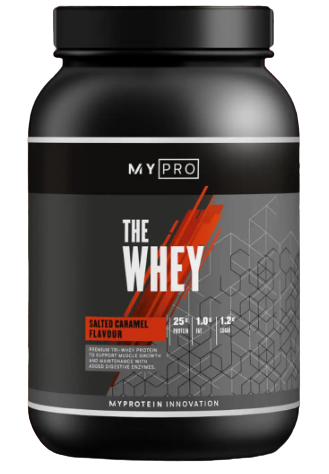 MY PRO
THE
WHEY
SALTED CARAMEL
FLAVOUR
25g 1.0g 1.2g
PROTEIN FAT SUGAR
PREMIUM TRI-WHEY PROTEIN
TO SUPPORT MUSCLE GROWTH
AND MAINTENANCE WITH
ADDED DIGESTIVE ENZYMES.
MYPROTEIN INNOVATION